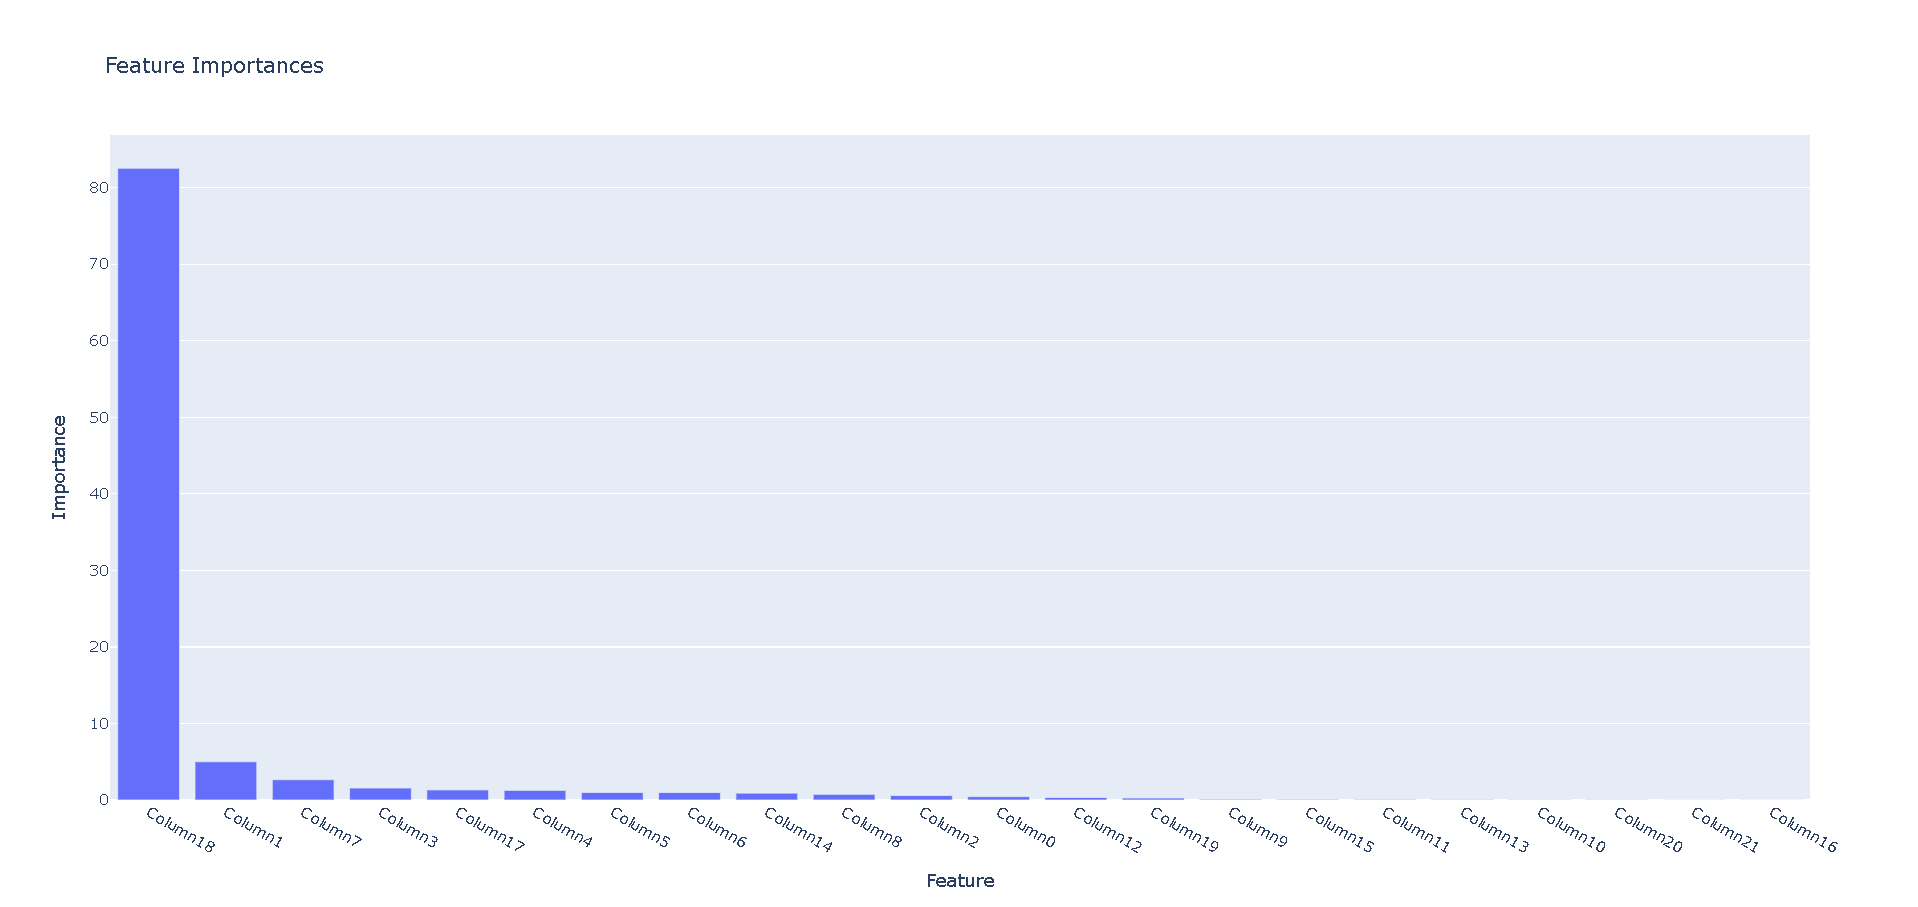 Feature Importances
80
70
60
50
40
30
20
10
0
Importance
Column18
Column1
Column7
Column3
Column17
Column4
Column5
Column6
Column14
Column8
Column2
Column0
Column12
Column19
Column9
Column15
Column11
Column13
Column10
Column20
Column21
Column16
Feature